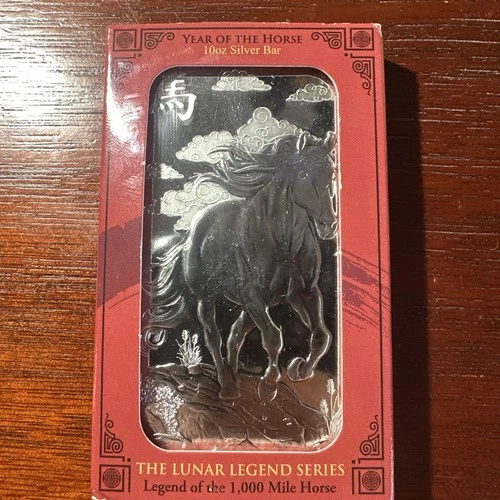 YEAR OF THE HORSE
10oz Silver Bar
馬
THE LUNAR LEGEND SERIES
Legend of the 1,000 Mile Horse